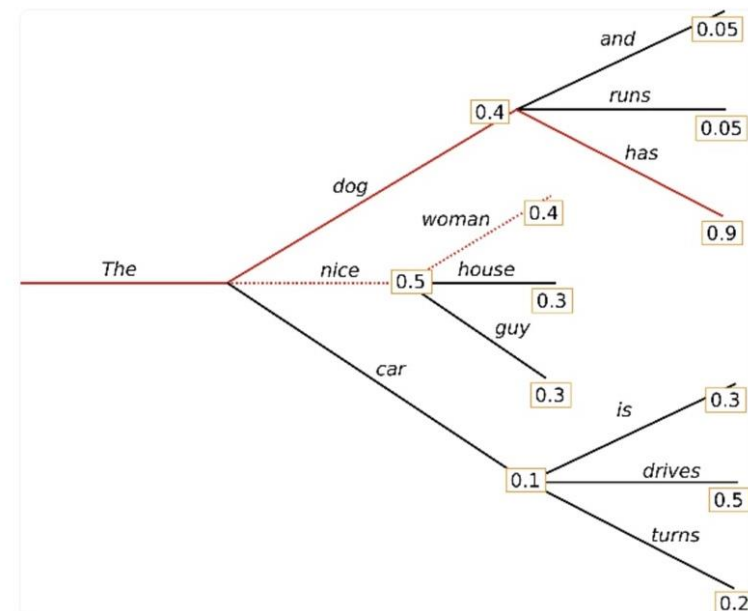 and
0.05
runs
0.4
0.05
has
dog
0.9
woman
0.4
The
nice
0.5
house
0.3
guy
car
0.3
is
0.3
drives
0.1
0.5
turns
0.2